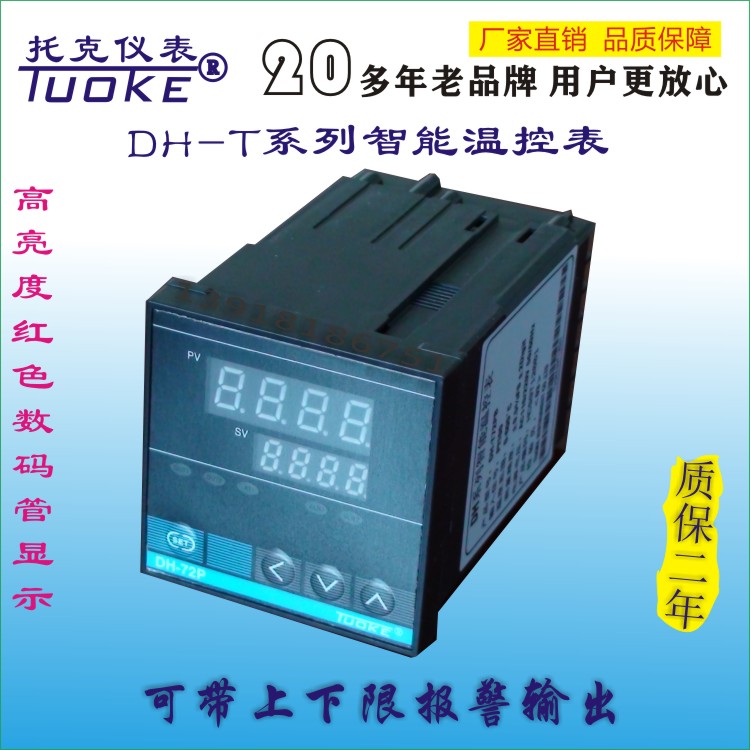 托克仪表
TUOKE®
20多年老品牌 用户更放心
厂家直销 品质保障
DH-T系列智能温控表
高亮度红色数码管显示
PV
8.8.8.8.
SV
8.8.8.8.
SET
DH-72P
TUOKE®
质保二年
可带上下限报警输出